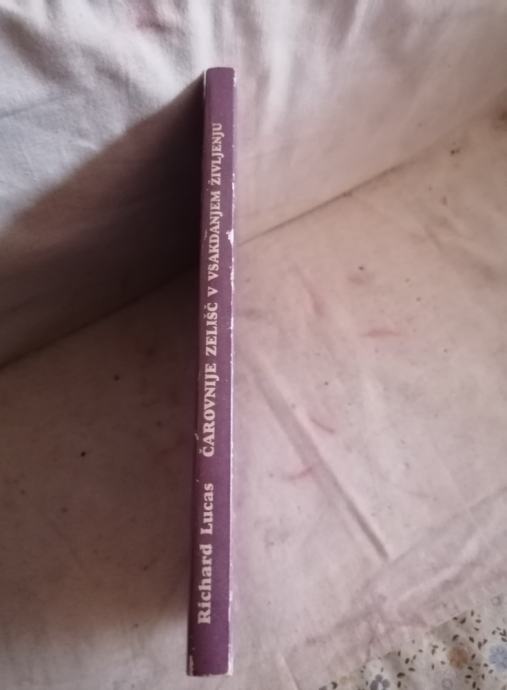 Richard Lucas ČAROVNIJE ZELIŠČ V VSAKDANJEM ŽIVLJENJU